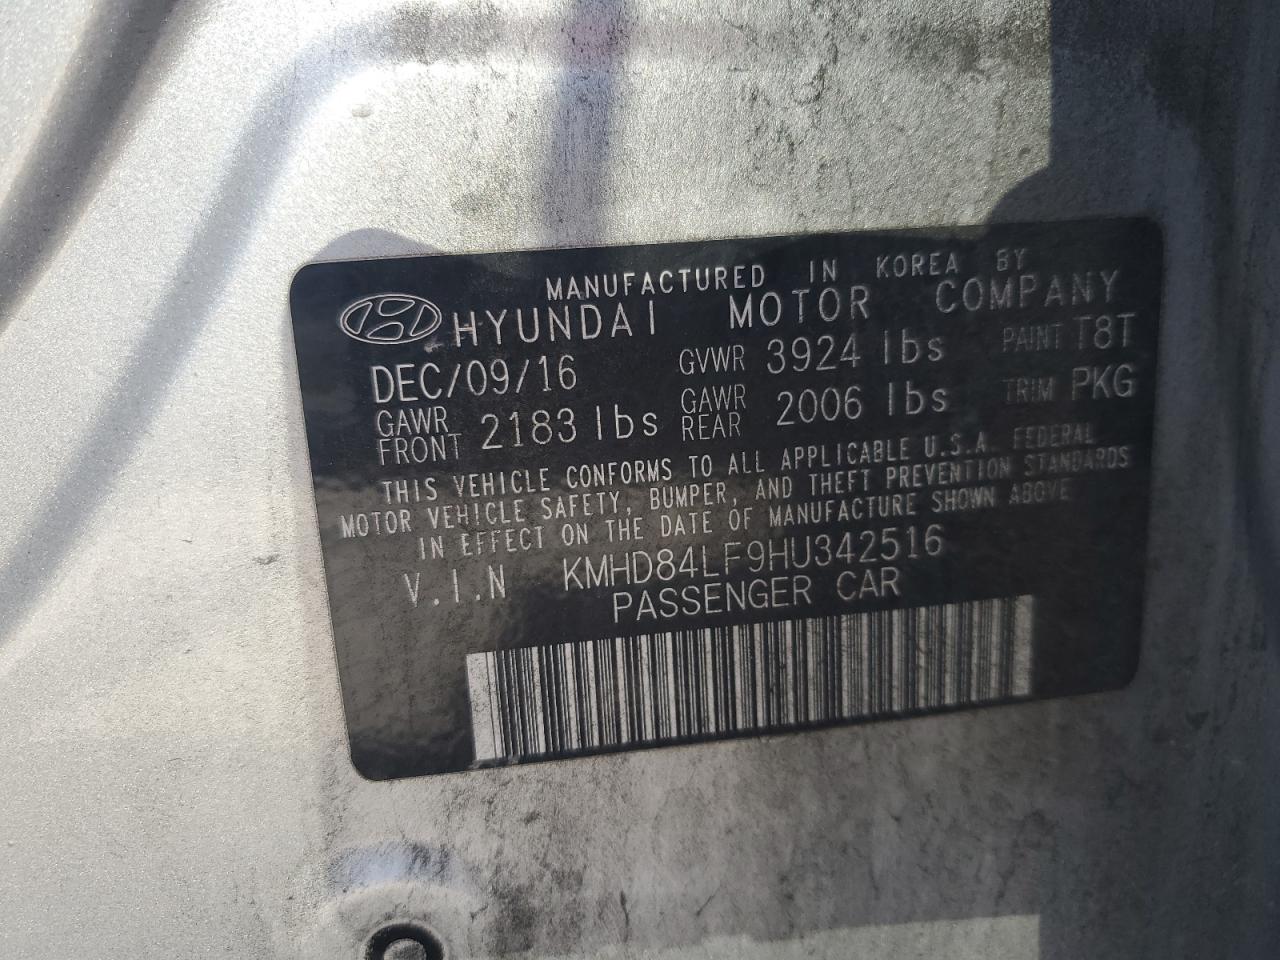 MANUFACTURED IN KOREA BY
HYUNDAI MOTOR COMPANY
DEC/09/16 GVWR 3924 lbs PAINT T8T
GAWR FRONT 2183 lbs GAWR REAR 2006 lbs TRIM PKG
THIS VEHICLE CONFORMS TO ALL APPLICABLE U.S.A. FEDERAL
MOTOR VEHICLE SAFETY, BUMPER, AND THEFT PREVENTION STANDARDS
IN EFFECT ON THE DATE OF MANUFACTURE SHOWN ABOVE
V.I.N KMHD84LF9HU342516
PASSENGER CAR